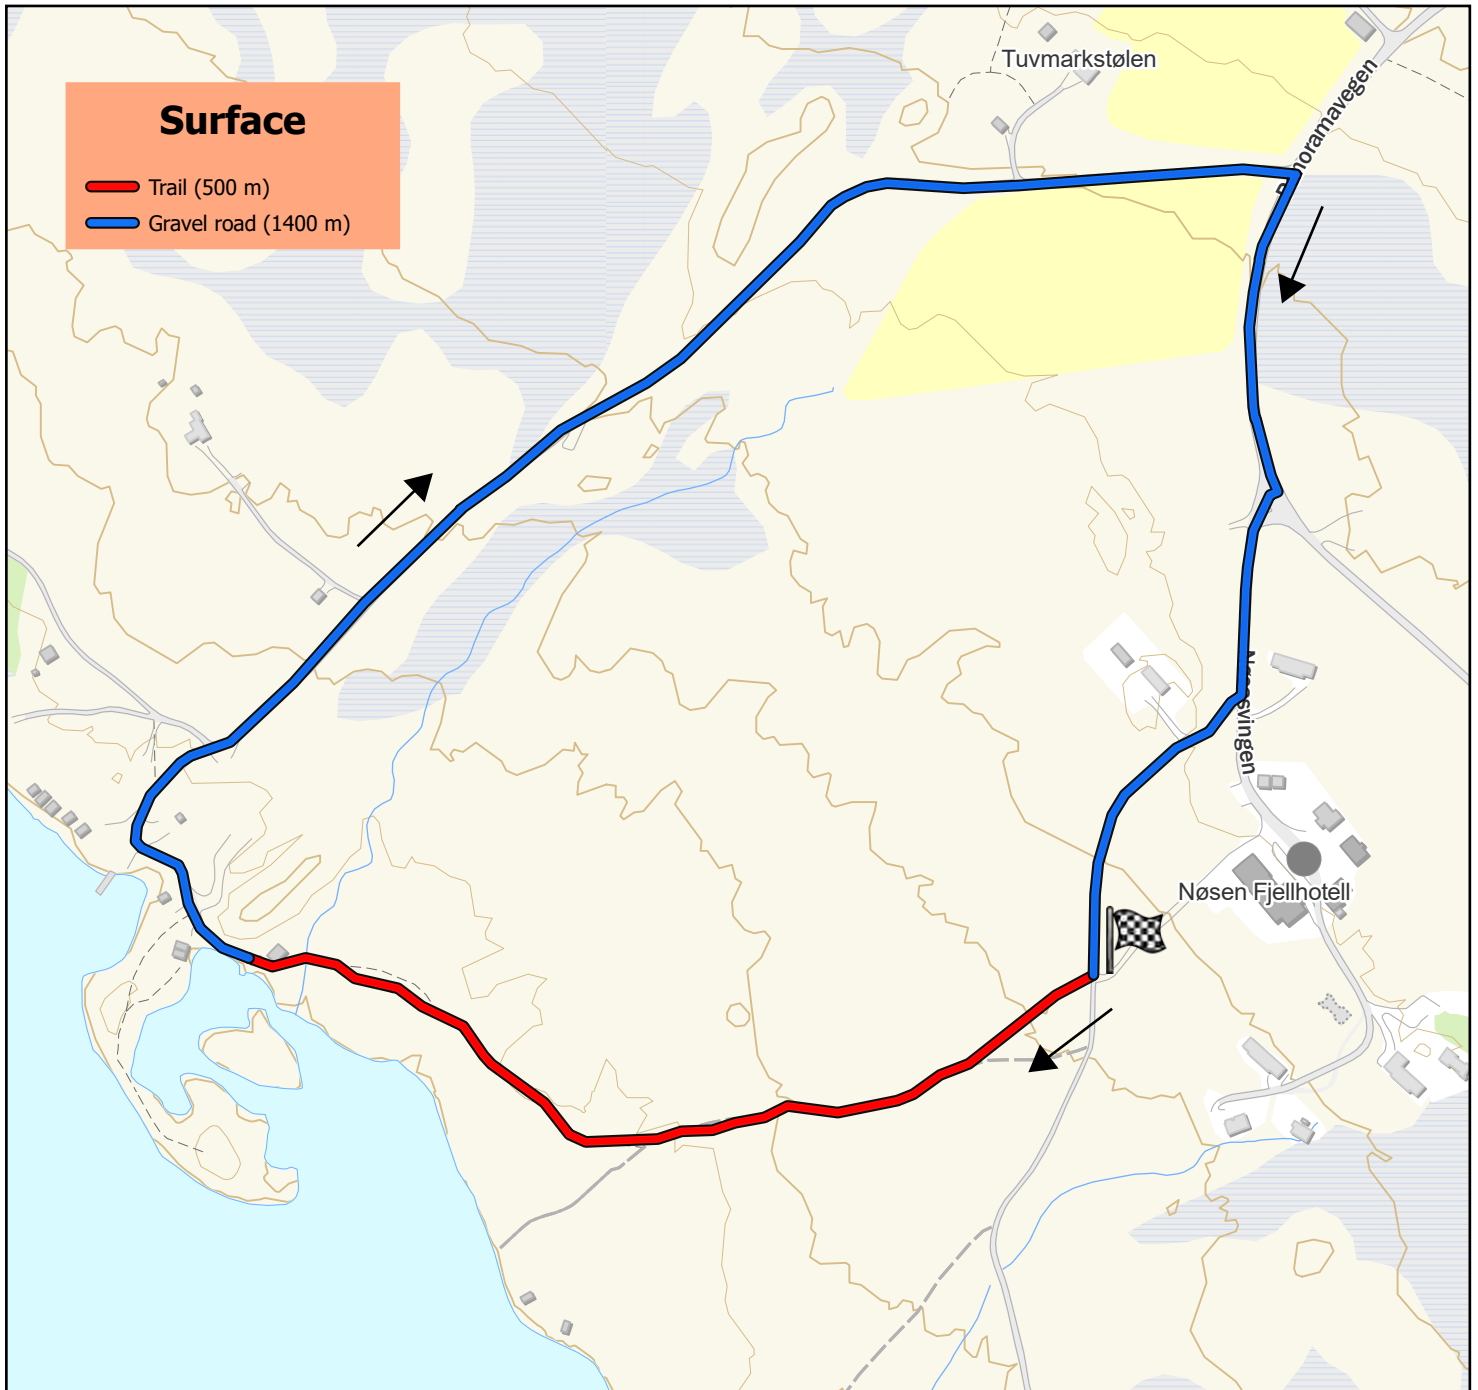 Tuvmarkstølen
Surface
Trail (500 m)
Gravel road (1400 m)
Nøsen Fjellhotell